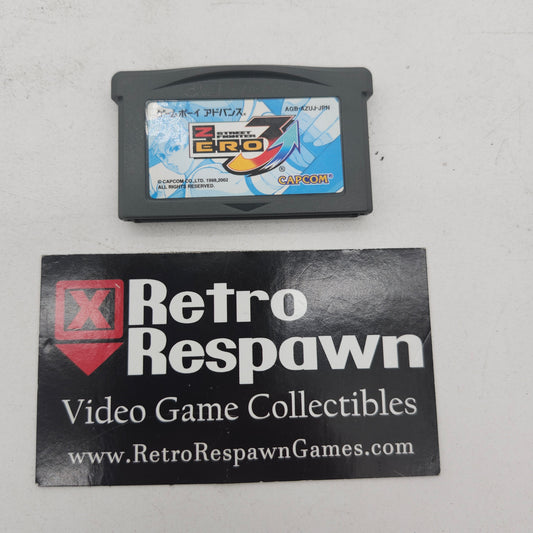 ゲームボーイ アドバンス®
AGB-AZUJ-JPN
STREET
FIGHTER
ZERO 3
®
© CAPCOM CO., LTD. 1998,2002
ALL RIGHTS RESERVED.
CAPCOM®
X
Retro
Respawn
Video Game Collectibles
www.RetroRespawnGames.com